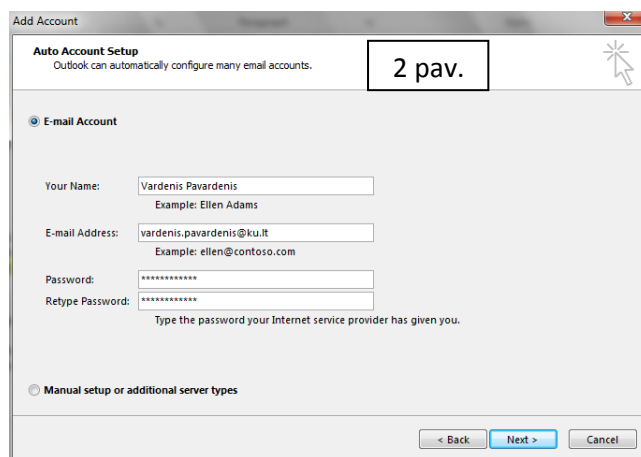 Add Account
Auto Account Setup
Outlook can automatically configure many email accounts.
2 pav.
E-mail Account
Your Name: Vardenis Pavardenis
Example: Ellen Adams
E-mail Address: vardenis.pavardenis@ku.lt
Example: ellen@contoso.com
Password: ************
Retype Password: ************
Type the password your Internet service provider has given you.
Manual setup or additional server types
< Back Next > Cancel